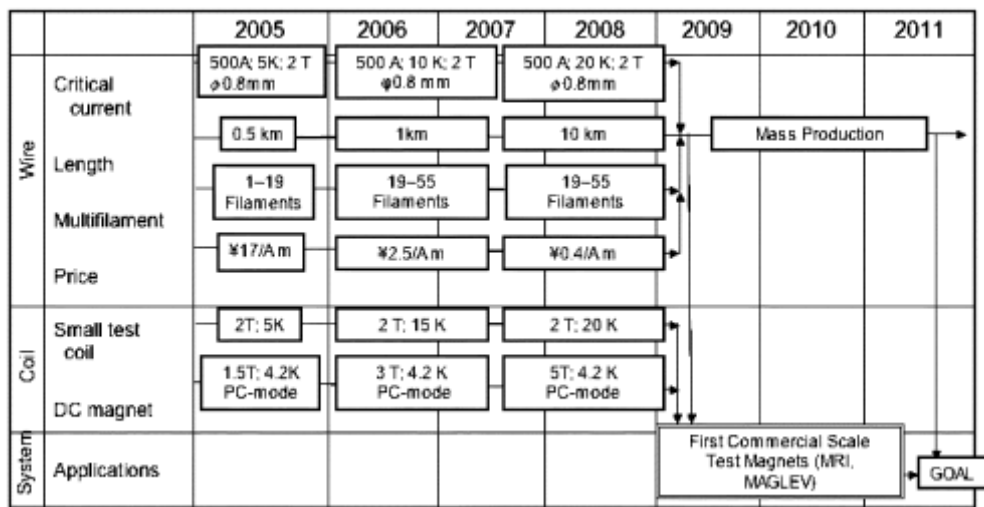 2005 2006 2007 2008 2009 2010 2011
Wire
Critical
current
500A; 5K; 2 T
φ0.8mm
500 A; 10 K; 2 T
φ0.8 mm
500 A; 20 K; 2 T
φ0.8mm
Length
0.5 km
1km
10 km
Mass Production
Multifilament
1–19
Filaments
19–55
Filaments
19–55
Filaments
Price
¥17/Am
¥2.5/Am
¥0.4/Am
Coil
Small test
coil
2T; 5K
2 T; 15 K
2 T; 20 K
DC magnet
1.5T; 4.2K
PC-mode
3 T; 4.2 K
PC-mode
5T; 4.2 K
PC-mode
System
Applications
First Commercial Scale
Test Magnets (MRI,
MAGLEV)
GOAL